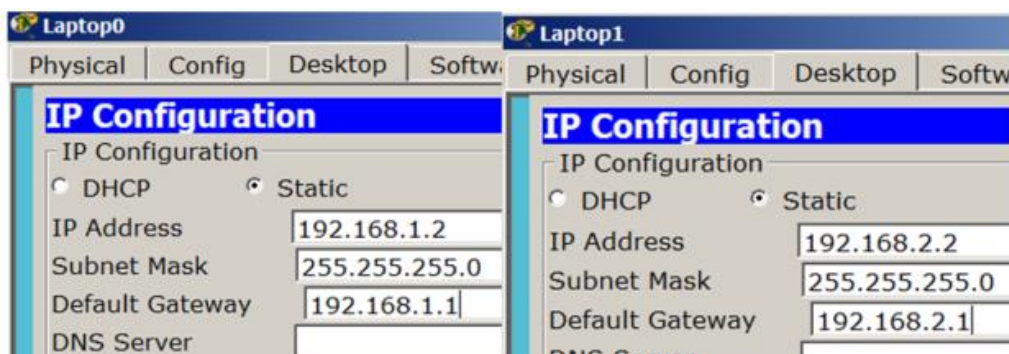 Laptop0
Physical Config Desktop
IP Configuration
IP Configuration
DHCP Static
IP Address 192.168.1.2
Subnet Mask 255.255.255.0
Default Gateway 192.168.1.1
DNS Server
Laptop1
Physical Config Desktop
IP Configuration
IP Configuration
DHCP Static
IP Address 192.168.2.2
Subnet Mask 255.255.255.0
Default Gateway 192.168.2.1